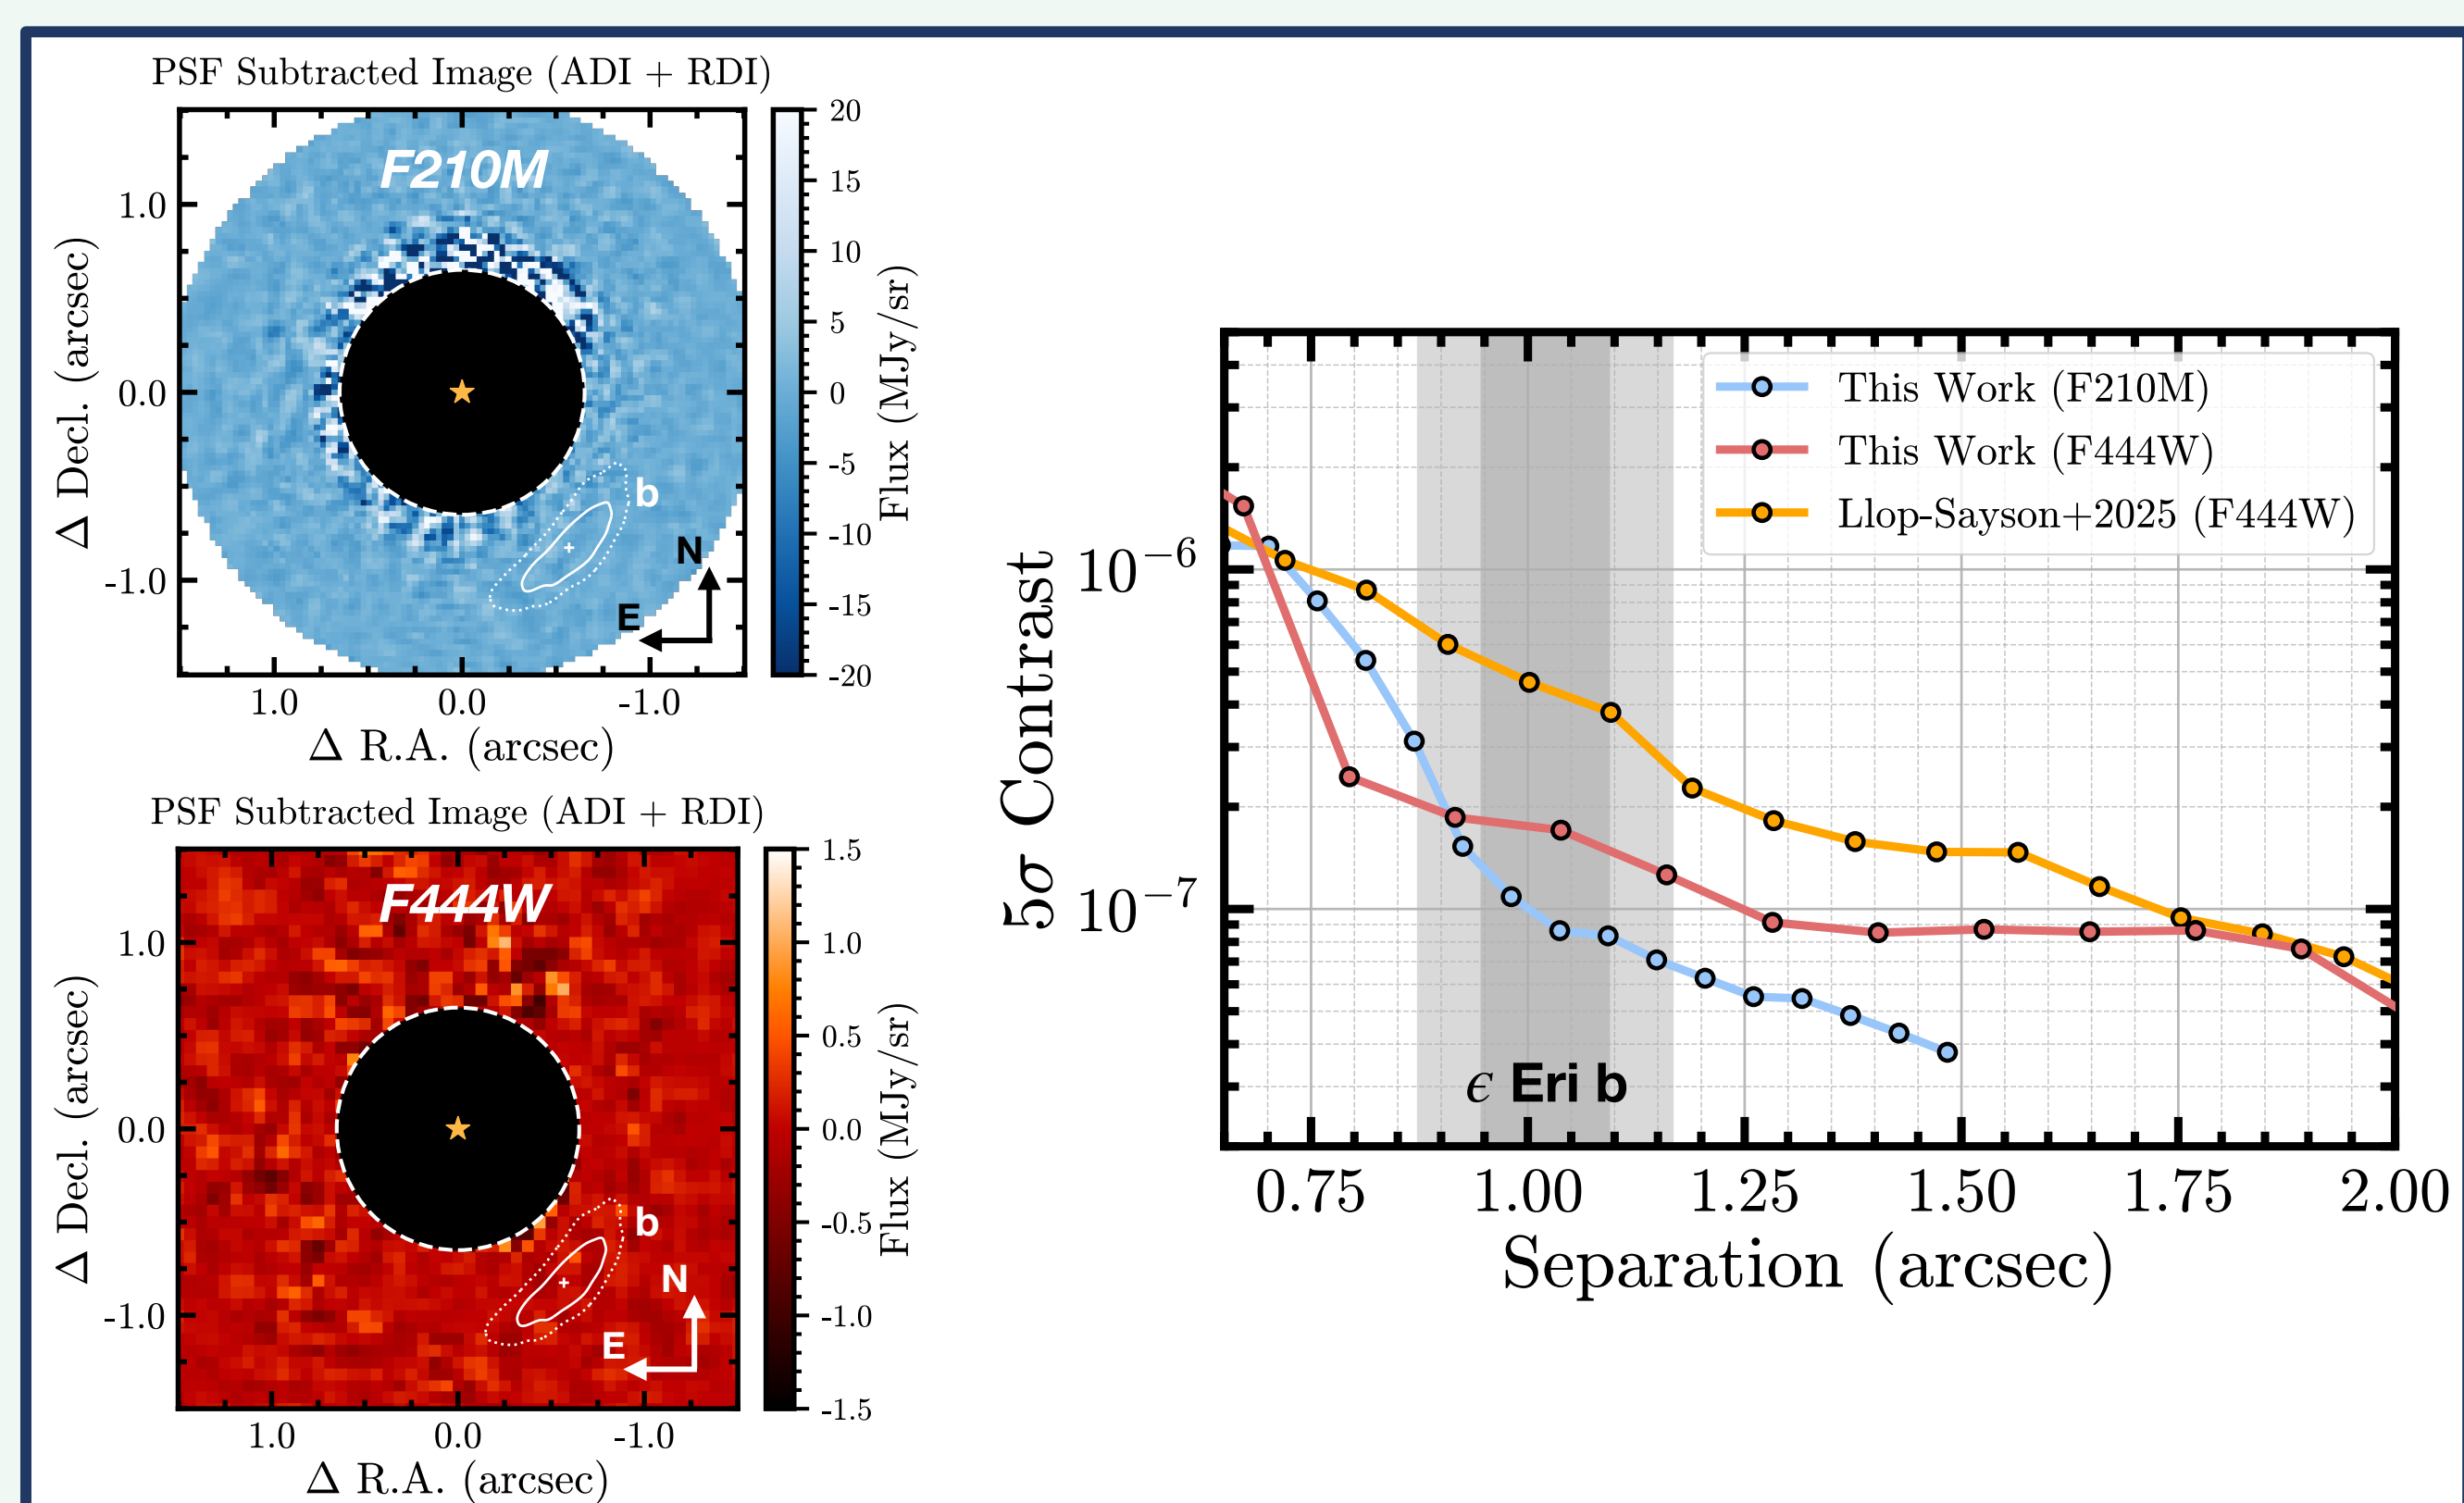 PSF Subtracted Image (ADI + RDI)
F210M
b
N
E
1.0
0.0
-1.0
Δ Decl. (arcsec)
1.0 0.0 -1.0
Δ R.A. (arcsec)
20
15
10
5
0
-5
-10
-15
-20
Flux (MJy/sr)
PSF Subtracted Image (ADI + RDI)
F444W
b
N
E
1.0
0.0
-1.0
Δ Decl. (arcsec)
1.0 0.0 -1.0
Δ R.A. (arcsec)
1.5
1.0
0.5
0.0
-0.5
-1.0
-1.5
Flux (MJy/sr)
This Work (F210M)
This Work (F444W)
Llop-Sayson+2025 (F444W)
10⁻⁶
10⁻⁷
5σ Contrast
ϵ Eri b
0.75 1.00 1.25 1.50 1.75 2.00
Separation (arcsec)